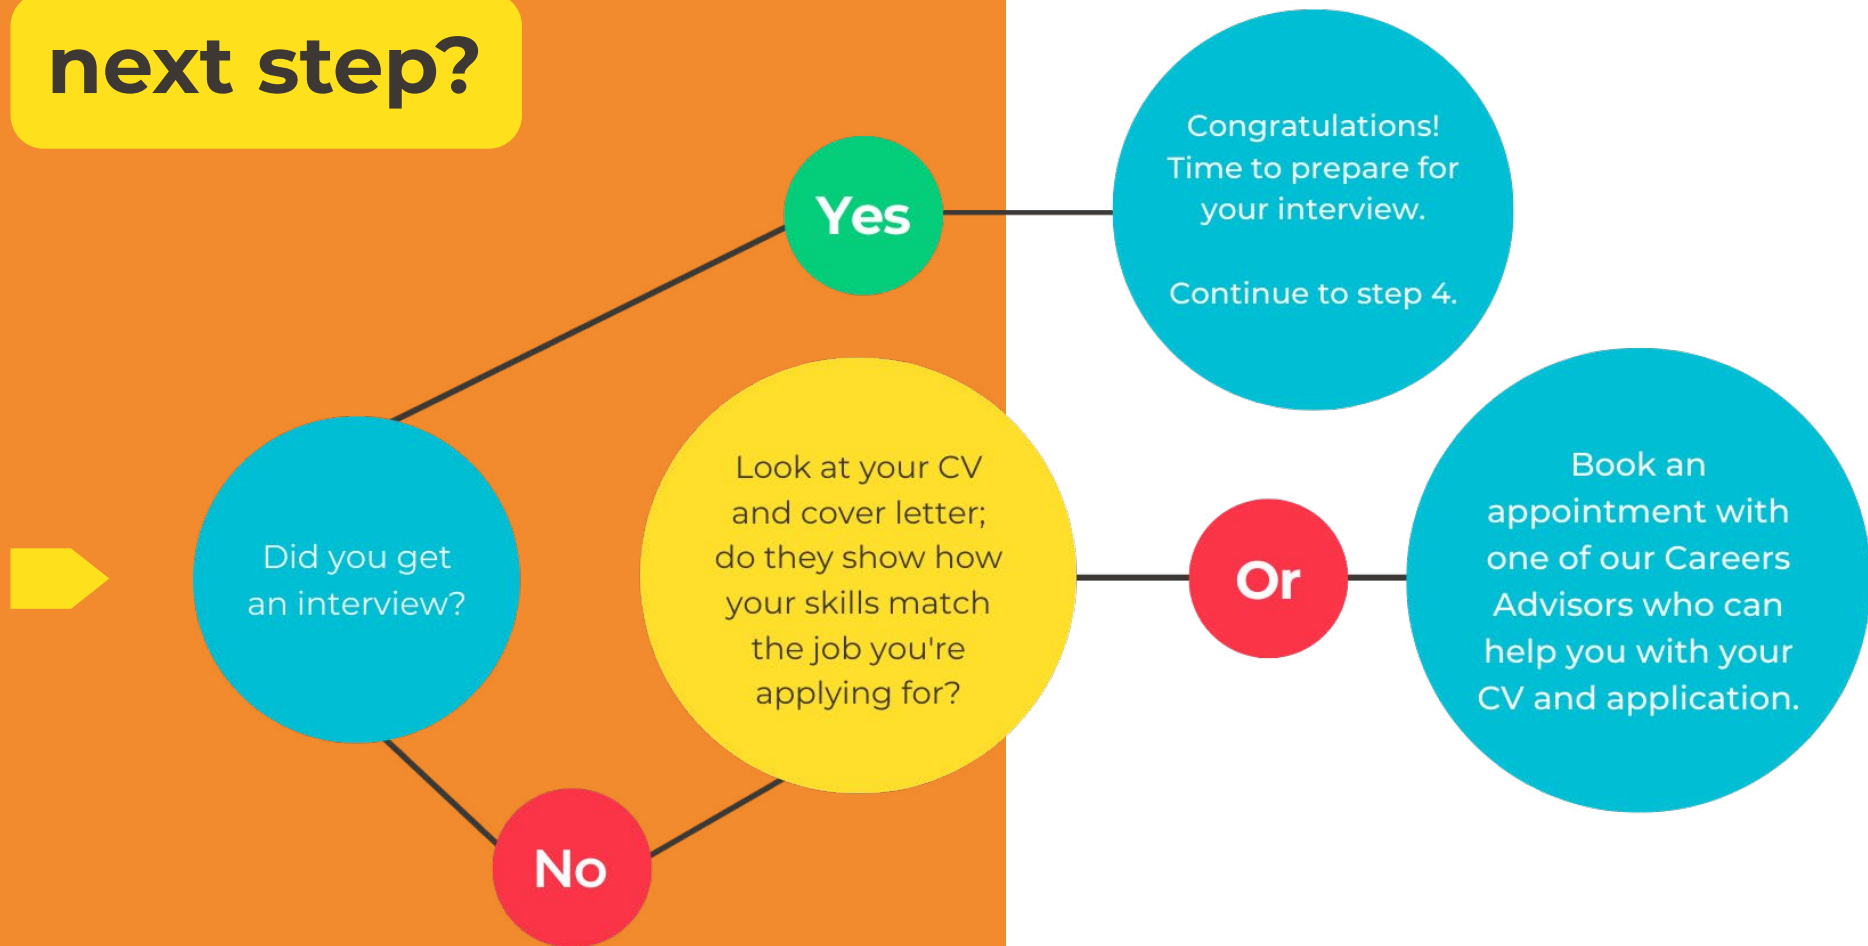 next step?
Yes
Congratulations!
Time to prepare for
your interview.
Continue to step 4.
Did you get
an interview?
Look at your CV
and cover letter;
do they show how
your skills match
the job you're
applying for?
Or
Book an
appointment with
one of our Careers
Advisors who can
help you with your
CV and application.
No